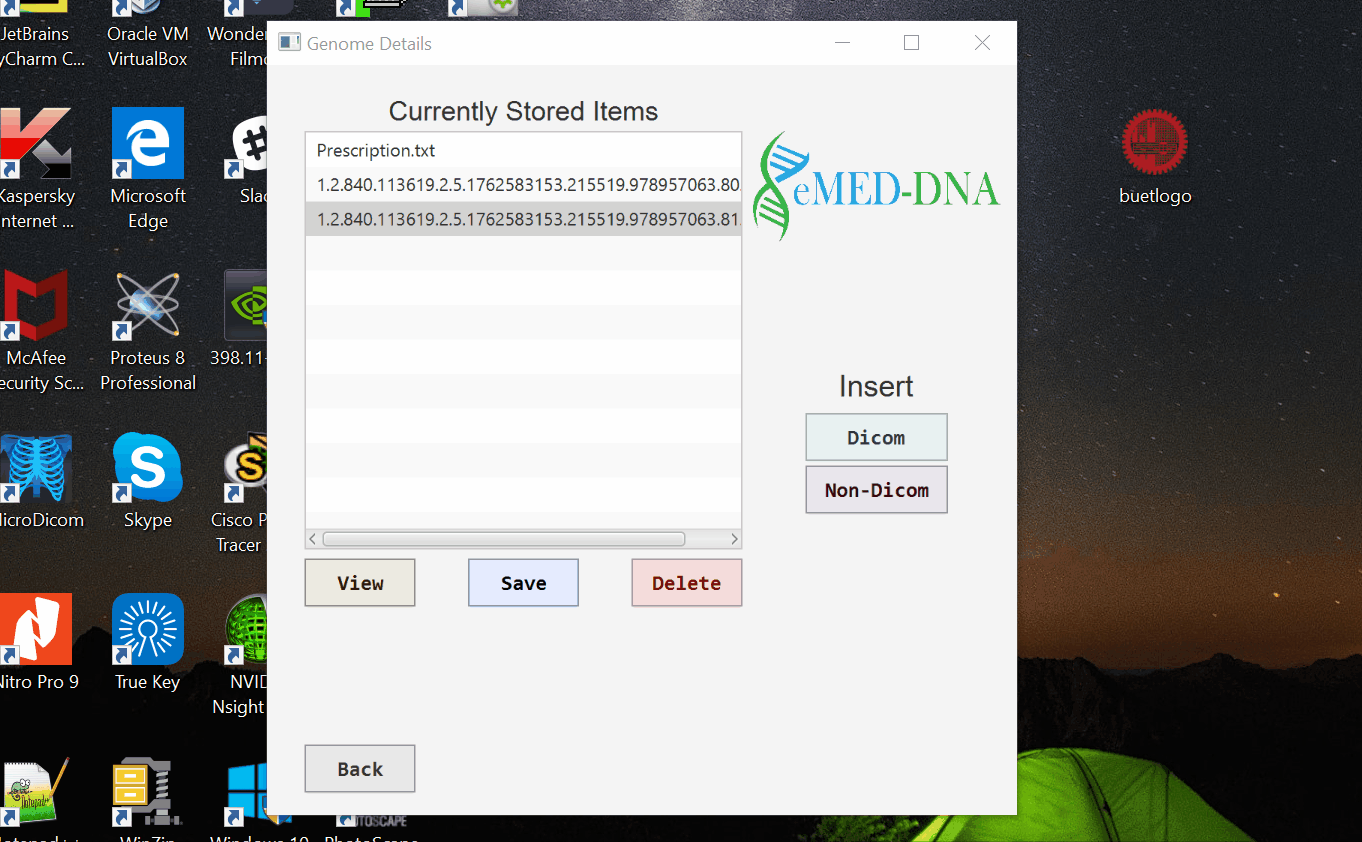 JetBrains
yCharm C...
Oracle VM
VirtualBox
Wonder
Filmo
Genome Details
Currently Stored Items
Prescription.txt
1.2.840.113619.2.5.1762583153.215519.978957063.80
1.2.840.113619.2.5.1762583153.215519.978957063.81
eMED-DNA
Insert
Dicom
Non-Dicom
View
Save
Delete
Back
Kaspersky
nternet ...
Microsoft
Edge
Slac
buetlogo
McAfee
ecurity Sc...
Proteus 8
Professional
398.11-
MicroDicom
Skype
Cisco P
Tracer
Nitro Pro 9
True Key
NVID
Nsight
WinZip
Windows 10
PhotoScape